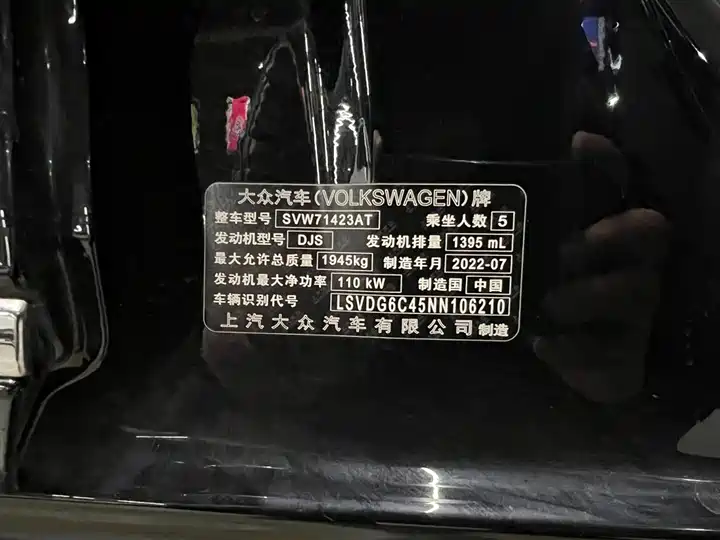 大众汽车(VOLKSWAGEN)牌
整车型号 SVW71423AT 乘坐人数 5
发动机型号 DJS 发动机排量 1395 mL
最大允许总质量 1945kg 制造年月 2022-07
发动机最大净功率 110 kW 制造国 中国
车辆识别代号 LSVDG6C45NN106210
上汽大众汽车有限公司 制造